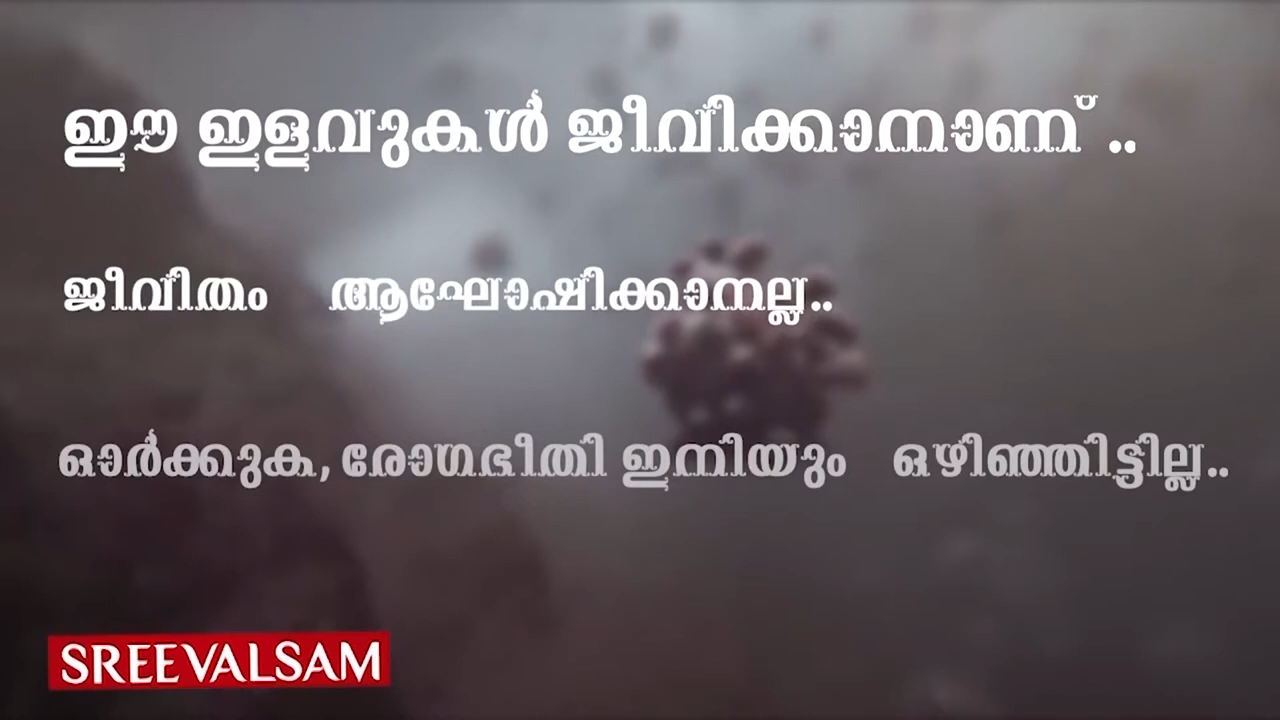 ഈ ഇളവുകൾ ജീവിക്കാനാണ് ..
ജീവിതം ആഘോഷിക്കാനല്ല..
ഓർക്കുക, രോഗഭീതി ഇനിയും ഒഴിഞ്ഞിട്ടില്ല..
SREEVALSAM